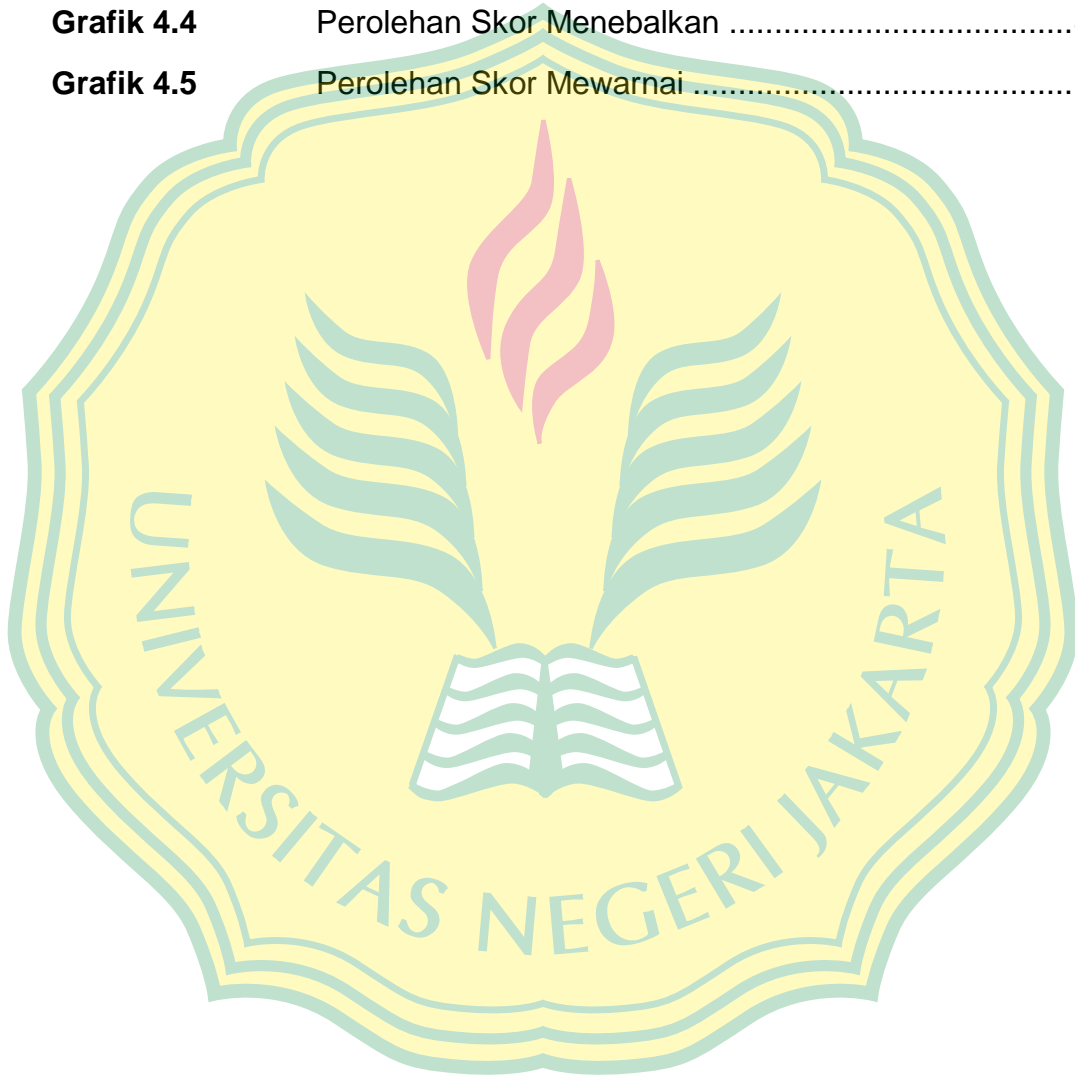 Grafik 4.4 Perolehan Skor Menebalkan .......................................
Grafik 4.5 Perolehan Skor Mewarnai ...........................................
UNIVERSITAS NEGERI JAKARTA